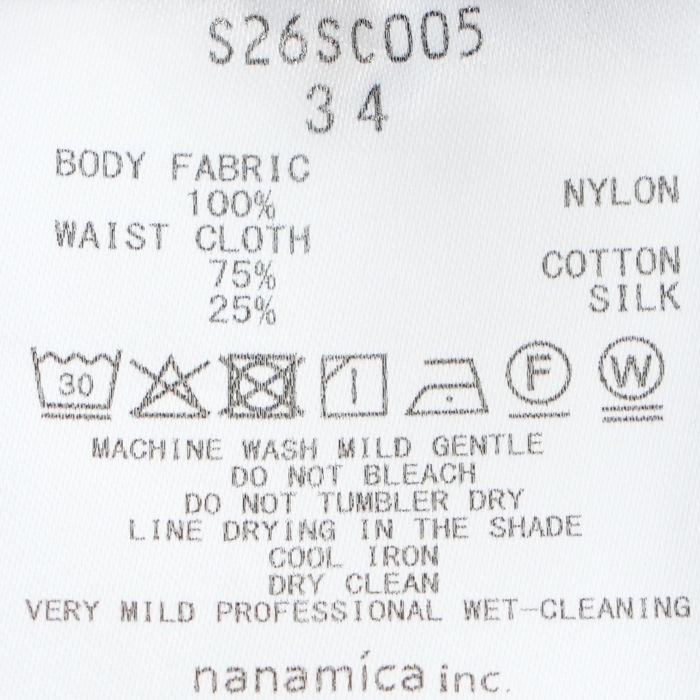 S26SC005
34
BODY FABRIC
100% NYLON
WAIST CLOTH
75% COTTON
25% SILK
30 F W
MACHINE WASH MILD GENTLE
DO NOT BLEACH
DO NOT TUMBLER DRY
LINE DRYING IN THE SHADE
COOL IRON
DRY CLEAN
VERY MILD PROFESSIONAL WET-CLEANING
nanamíca inc.